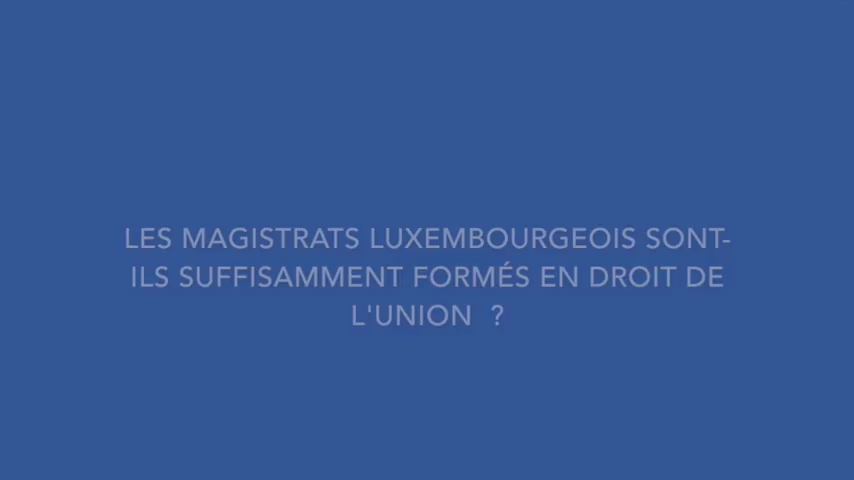 LES MAGISTRATS LUXEMBOURGEOIS SONT-
ILS SUFFISAMMENT FORMÉS EN DROIT DE
L'UNION  ?